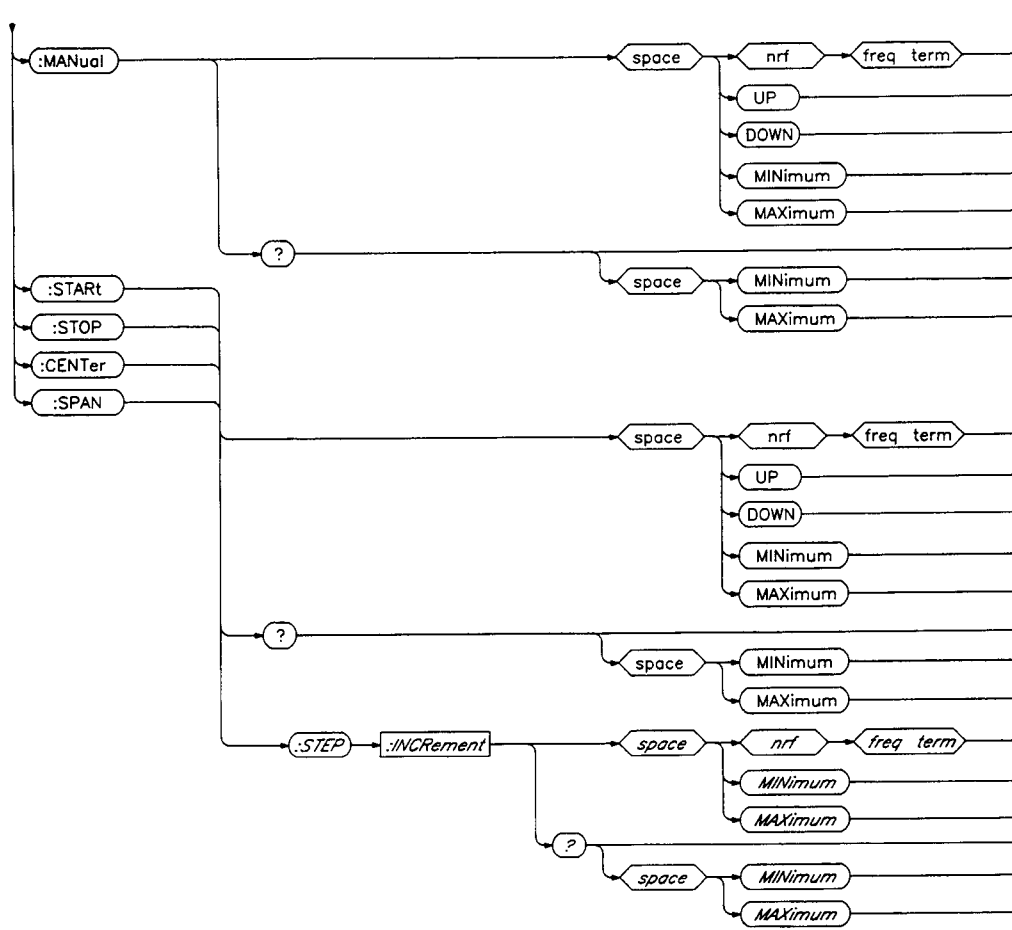 :MANual space nrf freq term
UP
DOWN
MINimum
MAXimum
?
:STARt space MINimum
:STOP MAXimum
:CENTer
:SPAN
space nrf freq term
UP
DOWN
MINimum
MAXimum
?
space MINimum
MAXimum
:STEP :INCRement space nrf freq term
MINimum
MAXimum
?
space MINimum
MAXimum